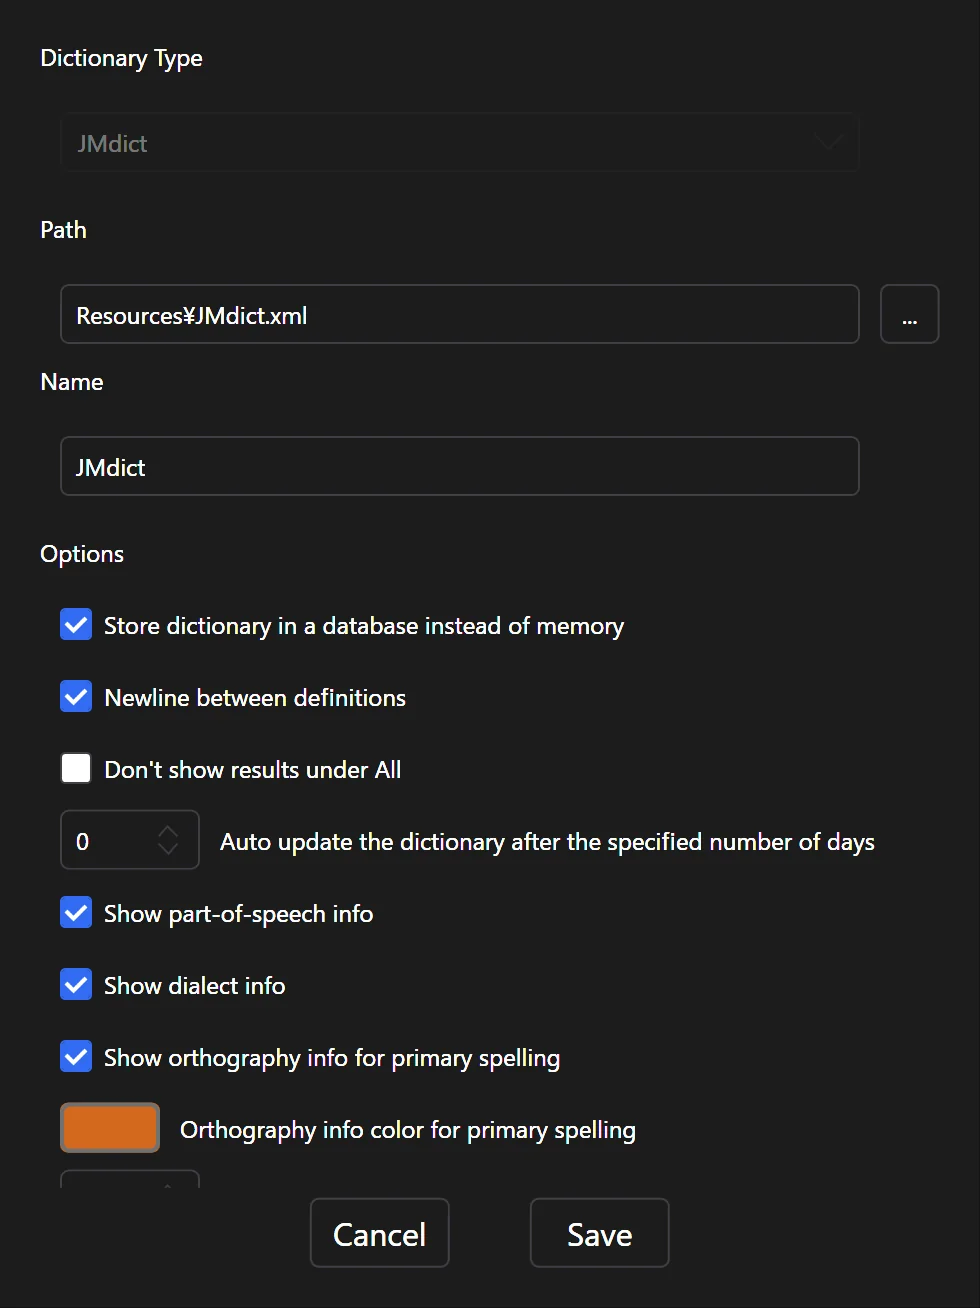 Dictionary Type
JMdict
Path
Resources¥JMdict.xml
...
Name
JMdict
Options
Store dictionary in a database instead of memory
Newline between definitions
Don't show results under All
0 Auto update the dictionary after the specified number of days
Show part-of-speech info
Show dialect info
Show orthography info for primary spelling
Orthography info color for primary spelling
Cancel Save